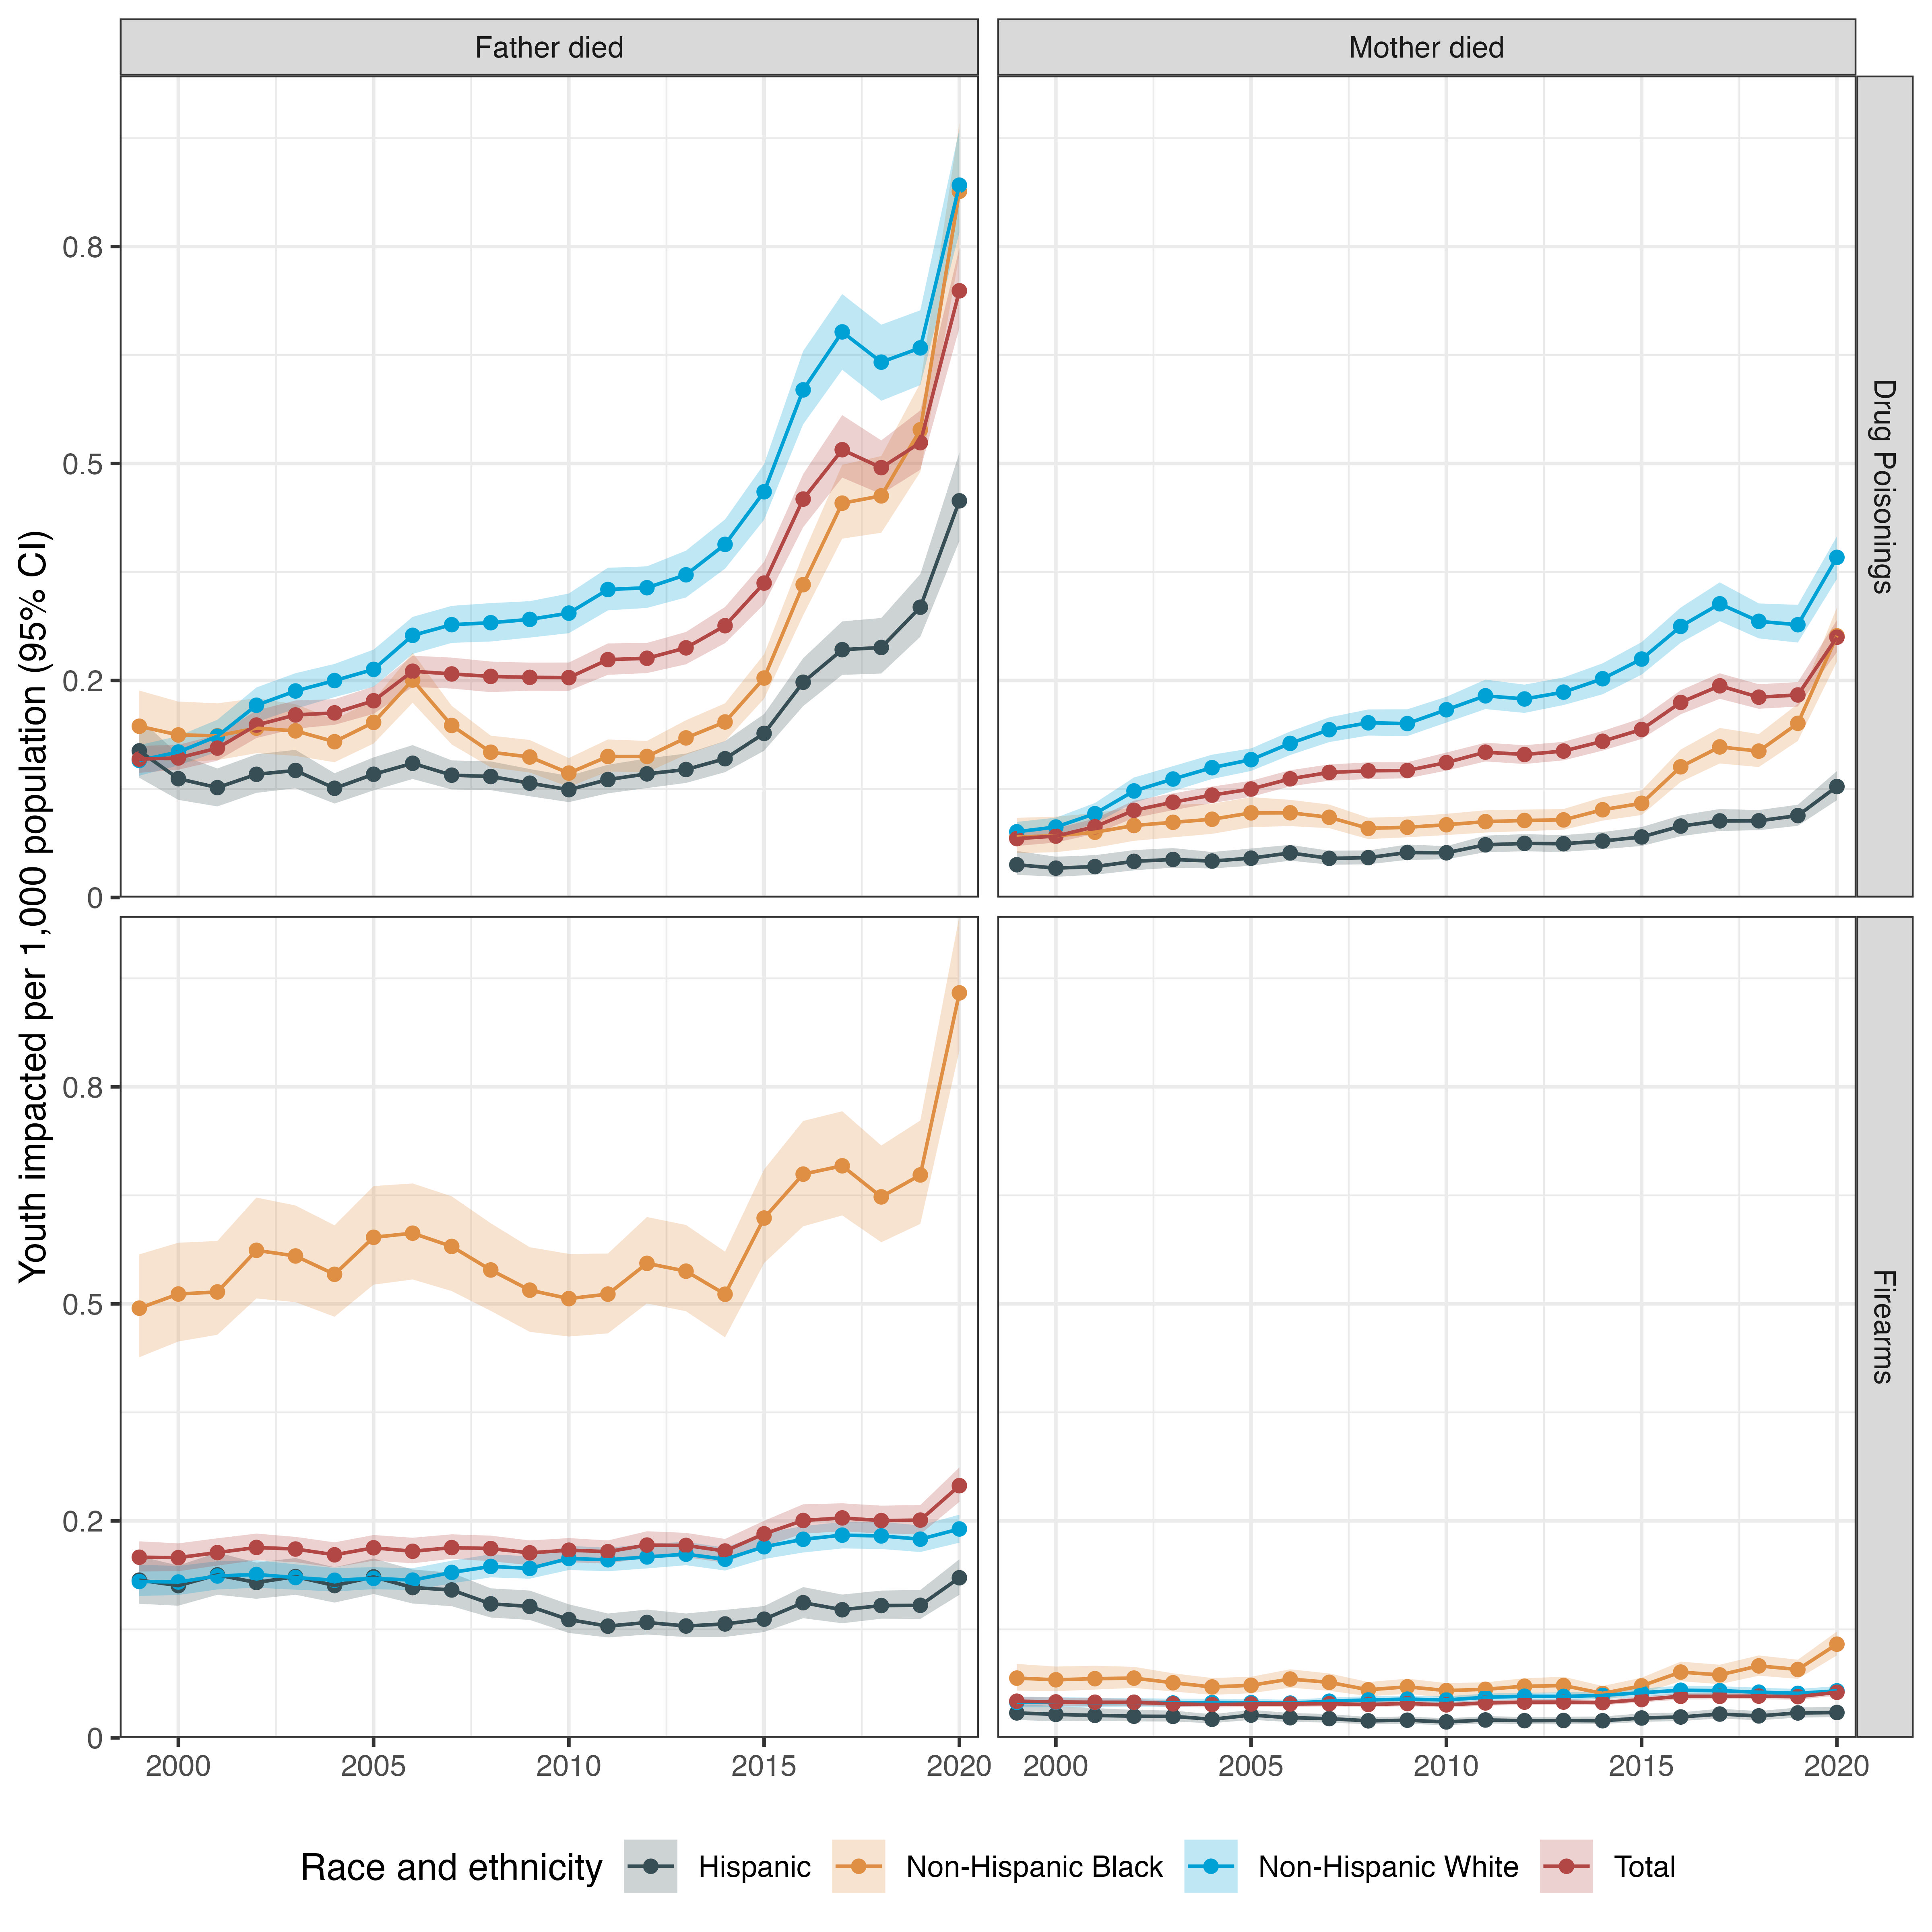 Father died
Mother died
Youth impacted per 1,000 population (95% CI)
0.8
0.5
0.2
0
Drug Poisonings
0.8
0.5
0.2
0
Firearms
2000 2005 2010 2015 2020
2000 2005 2010 2015 2020
Race and ethnicity Hispanic Non-Hispanic Black Non-Hispanic White Total